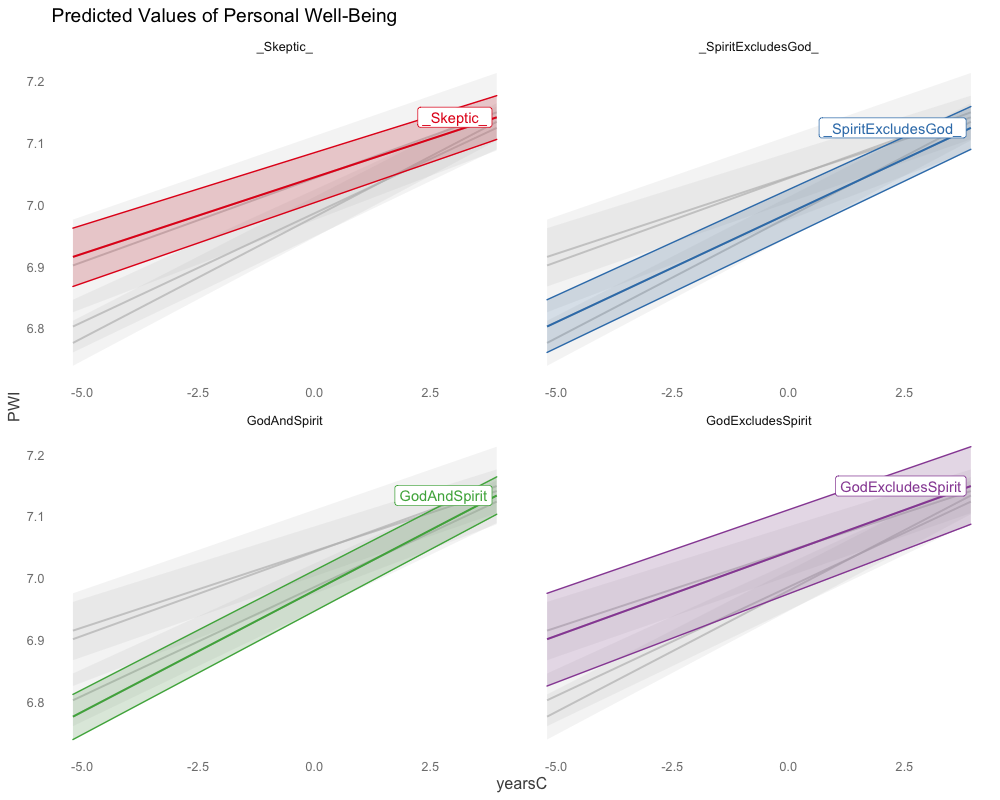 Predicted Values of Personal Well-Being
_Skeptic_
_SpiritExcludesGod_
7.2
7.1
7.0
6.9
6.8
_Skeptic_
_SpiritExcludesGod_
-5.0 -2.5 0.0 2.5
-5.0 -2.5 0.0 2.5
PWI
GodAndSpirit
GodExcludesSpirit
7.2
7.1
7.0
6.9
6.8
GodAndSpirit
GodExcludesSpirit
-5.0 -2.5 0.0 2.5
-5.0 -2.5 0.0 2.5
yearsC